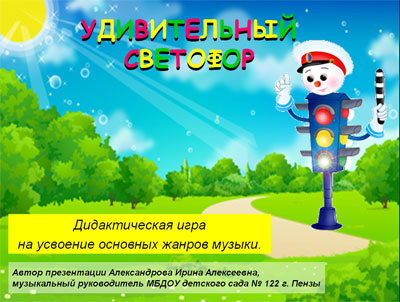 УДИВИТЕЛЬНЫЙ
СВЕТОФОР
Дидактическая игра
на усвоение основных жанров музыки.
Автор презентации Александрова Ирина Алексеевна,
музыкальный руководитель МБДОУ детского сада № 122 г. Пензы